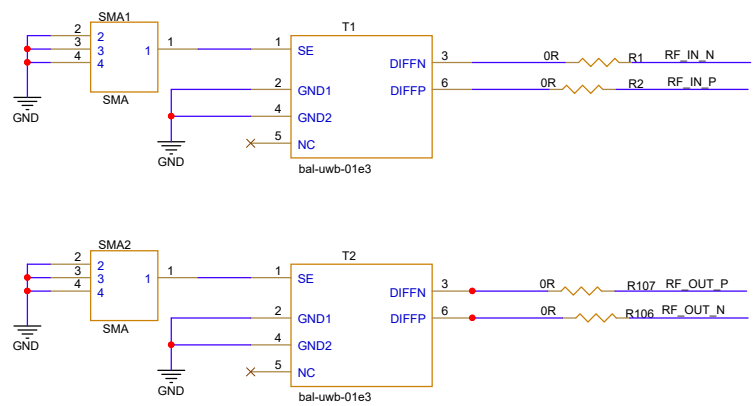 SMA1
2 2
3 3 1 1
4 4
GND
SMA
T1
1 SE
DIFFN 3 0R R1 RF_IN_N
2 GND1
DIFFP 6 0R R2 RF_IN_P
4 GND2
5 NC
GND
bal-uwb-01e3
SMA2
2 2
3 3 1 1
4 4
GND
SMA
T2
1 SE
DIFFN 3 0R R107 RF_OUT_P
2 GND1
DIFFP 6 0R R106 RF_OUT_N
4 GND2
5 NC
GND
bal-uwb-01e3